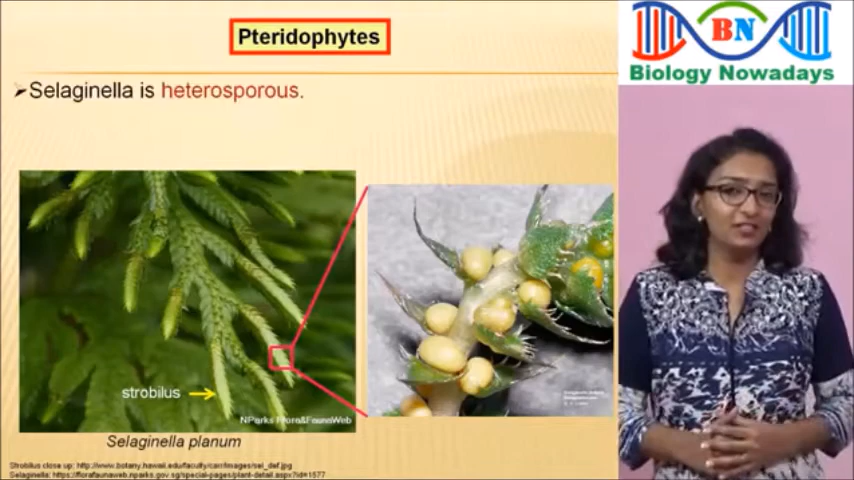 Pteridophytes
BN
Biology Nowadays
➢Selaginella is heterosporous.
strobilus
NParks Flora&FaunaWeb
Selaginella planum
Strobilus close up: http://www.botany.hawaii.edu/faculty/carr/images/sel_def.jpg
Selaginella: https://florafaunaweb.nparks.gov.sg/special-pages/plant-detail.aspx?id=1577